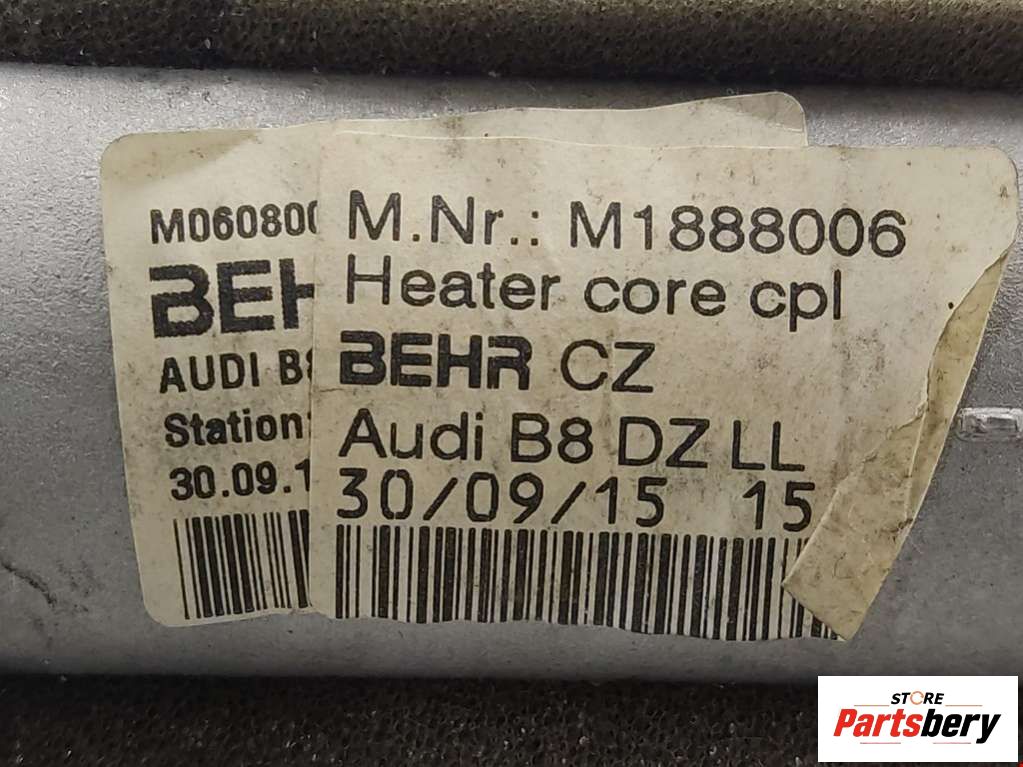 M.Nr.: M1888006
Heater core cpl
BEHR CZ
Audi B8 DZ LL
30/09/15 15
M06080
BEH
AUDI B8
Station
30.09.1
STORE
Partsbery